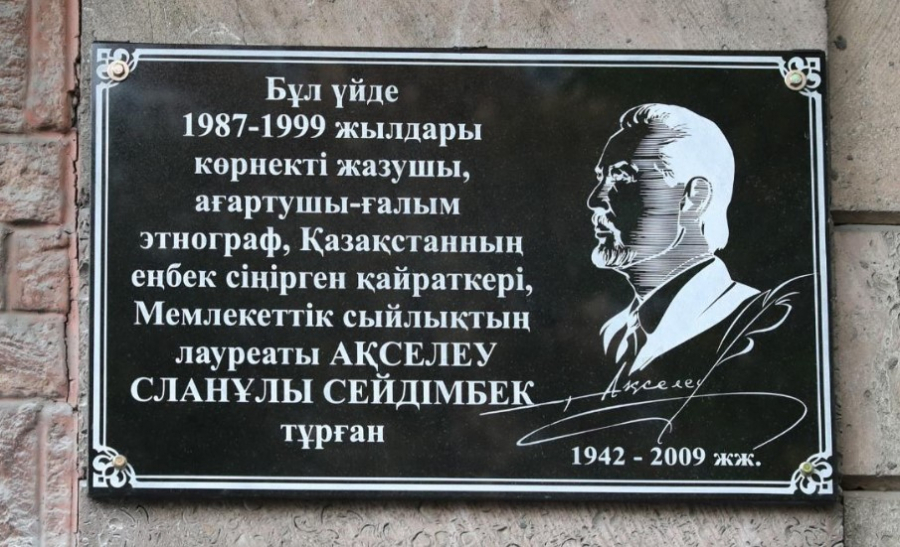 Бұл үйде
1987-1999 жылдары
көрнекті жазушы,
ағартушы-ғалым
этнограф, Қазақстанның
еңбек сіңірген қайраткері,
Мемлекеттік сыйлықтың
лауреаты АҚСЕЛЕУ
СЛАНҰЛЫ СЕЙДІМБЕК
тұрған
Ақселеу
1942 - 2009 жж.